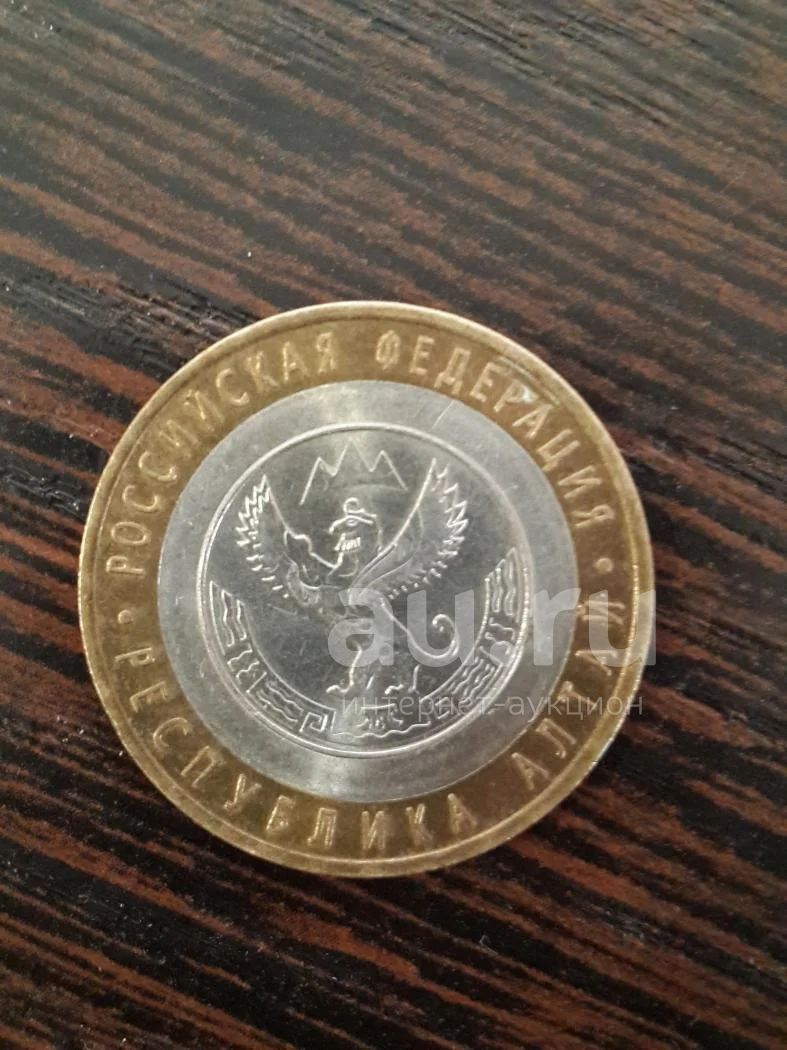 • РОССИЙСКАЯ ФЕДЕРАЦИЯ •
РЕСПУБЛИКА АЛТАЙ
au.ru
интернет-аукцион